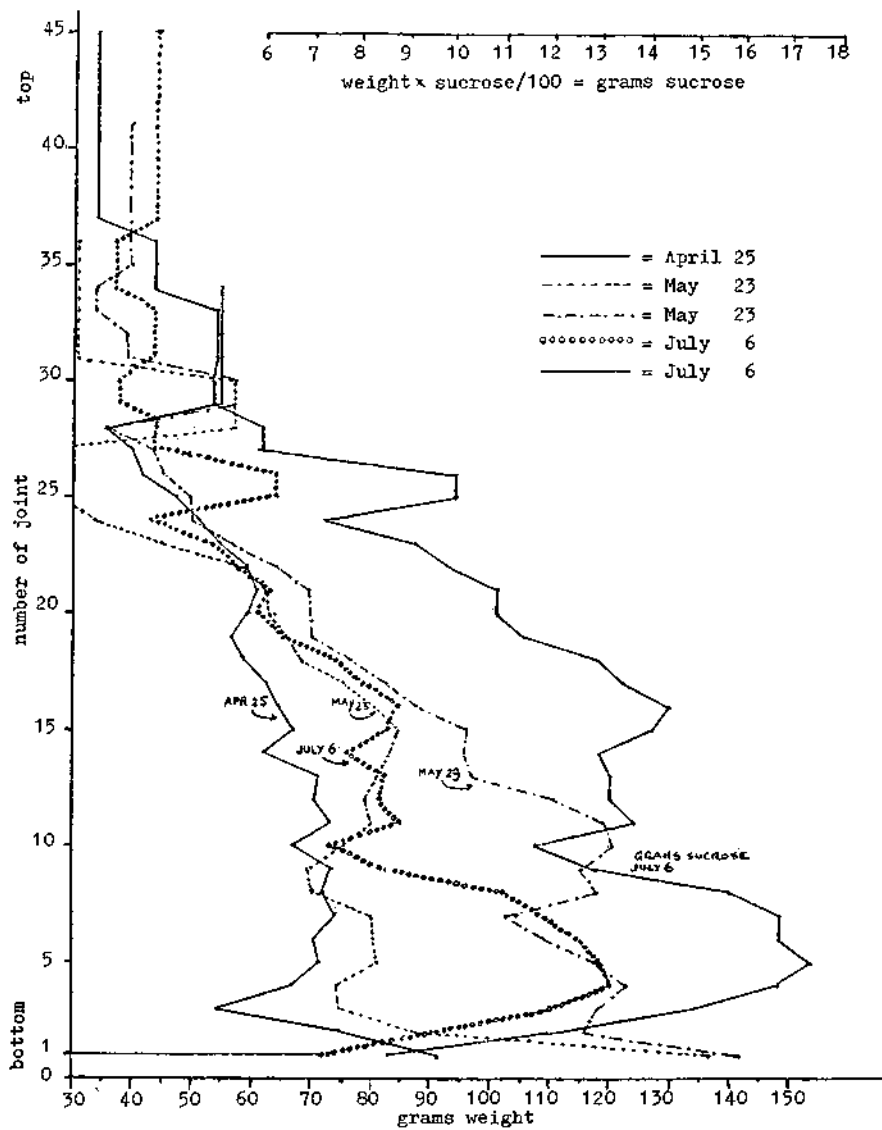 45
top
40
35
30
25
number of joint
20
15
10
5
bottom
1
0
6 7 8 9 10 11 12 13 14 15 16 17 18
weight x sucrose/100 = grams sucrose
= April 25
= May 23
= May 23
= July 6
= July 6
APR 25
MAY 23
JULY 6
MAY 23
GRAMS SUCROSE
JULY 6
30 40 50 60 70 80 90 100 110 120 130 140 150
grams weight